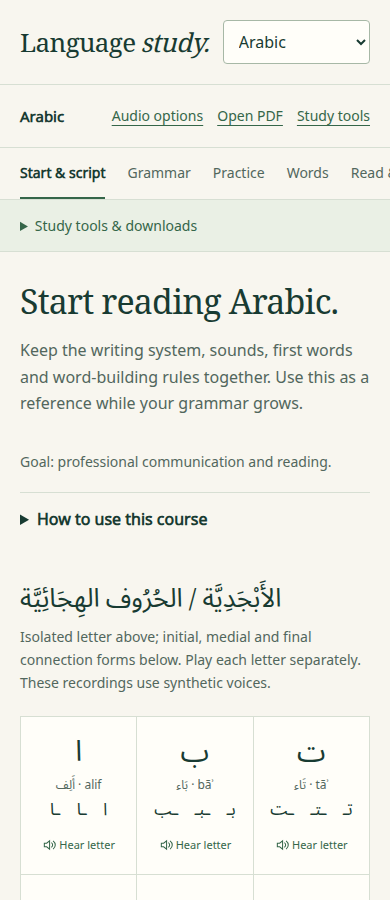 Language study.
Arabic
Arabic Audio options Open PDF Study tools
Start & script Grammar Practice Words Read &
Study tools & downloads
Start reading Arabic.
Keep the writing system, sounds, first words
and word-building rules together. Use this as a
reference while your grammar grows.
Goal: professional communication and reading.
How to use this course
الأَبْجَدِيَّة / الحُرُوف الهِجَائِيَّة
Isolated letter above; initial, medial and final
connection forms below. Play each letter separately.
These recordings use synthetic voices.
ا
أَلِف · alif
ا ـا ـا
Hear letter
ب
بَاء · bāʾ
بـ ـبـ ـب
Hear letter
ت
تَاء · tāʾ
تـ ـتـ ـت
Hear letter